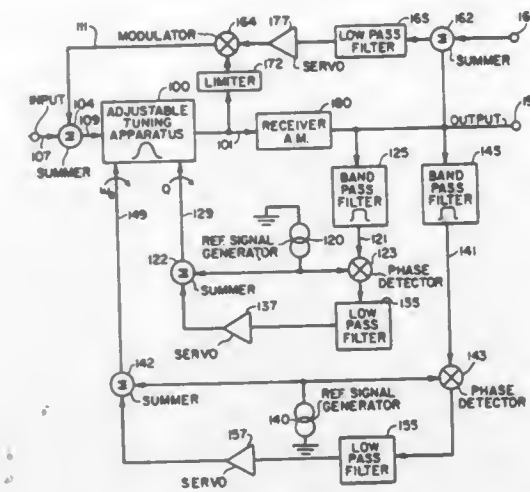 111
MODULATOR
164
177
SERVO
165
LOW PASS
FILTER
162
SUMMER
LIMITER
172
INPUT
107
104
109
SUMMER
100
ADJUSTABLE
TUNING
APPARATUS
101
180
RECEIVER
A.M.
OUTPUT
ω0
Q
149
129
125
BAND
PASS
FILTER
145
BAND
PASS
FILTER
121
141
REF. SIGNAL
GENERATOR
120
122
Σ
SUMMER
123
PHASE
DETECTOR
137
SERVO
LOW PASS
FILTER
142
Σ
SUMMER
143
PHASE
DETECTOR
140
REF SIGNAL
GENERATOR
157
SERVO
155
LOW PASS
FILTER